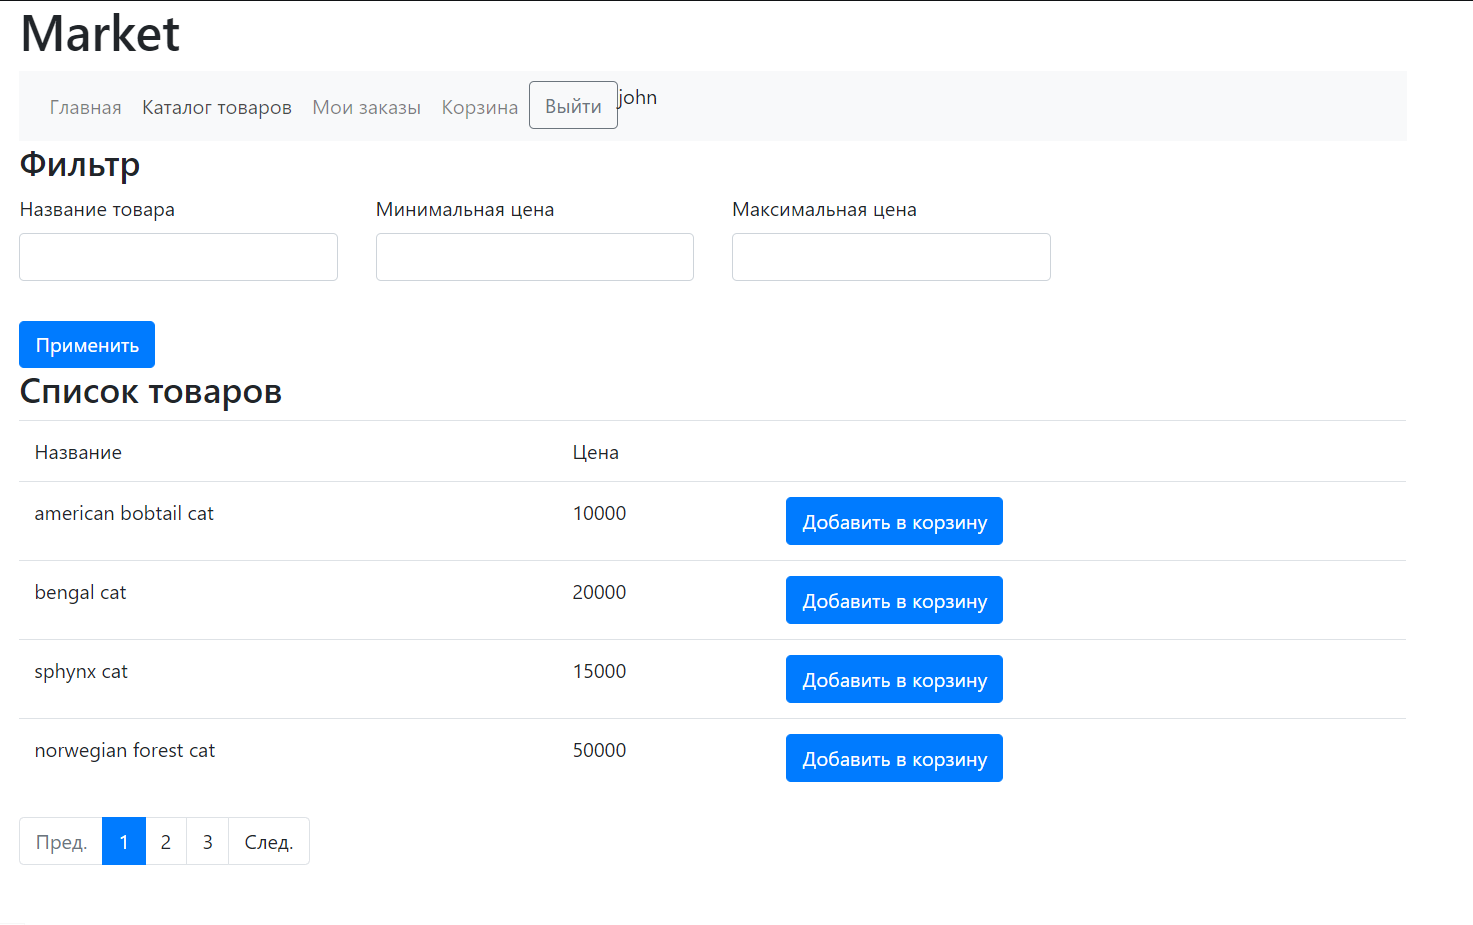 Market
Главная Каталог товаров Мои заказы Корзина Выйти john
Фильтр
Название товара Минимальная цена Максимальная цена
Применить
Список товаров
Название Цена
american bobtail cat 10000 Добавить в корзину
bengal cat 20000 Добавить в корзину
sphynx cat 15000 Добавить в корзину
norwegian forest cat 50000 Добавить в корзину
Пред. 1 2 3 След.